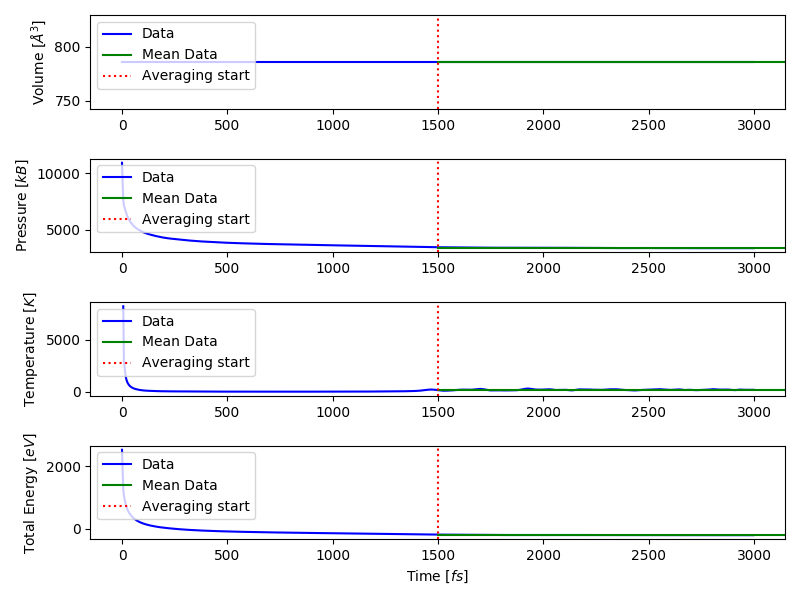 Volume [Å³]
800
750
Data
Mean Data
Averaging start
0 500 1000 1500 2000 2500 3000
Pressure [kB]
10000
5000
Data
Mean Data
Averaging start
0 500 1000 1500 2000 2500 3000
Temperature [K]
5000
0
Data
Mean Data
Averaging start
0 500 1000 1500 2000 2500 3000
Total Energy [eV]
2000
0
Data
Mean Data
Averaging start
0 500 1000 1500 2000 2500 3000
Time [fs]